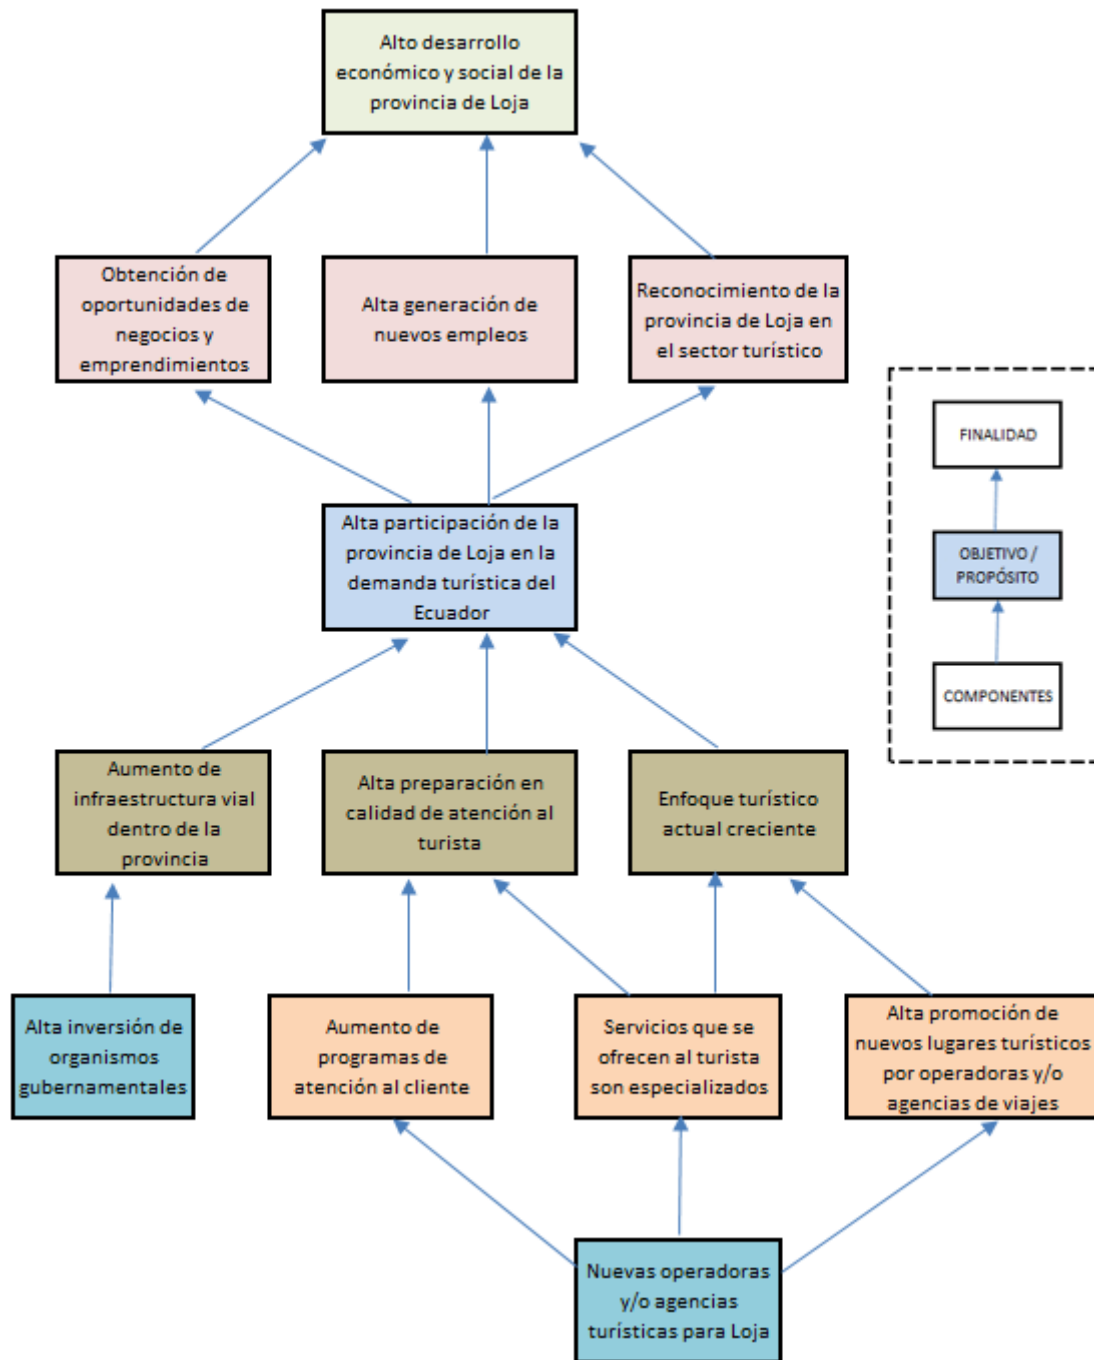 Alto desarrollo
económico y social de la
provincia de Loja
Obtención de
oportunidades de
negocios y
emprendimientos
Alta generación de
nuevos empleos
Reconocimiento de la
provincia de Loja en
el sector turístico
FINALIDAD
OBJETIVO /
PROPÓSITO
COMPONENTES
Alta participación de la
provincia de Loja en la
demanda turística del
Ecuador
Aumento de
infraestructura vial
dentro de la
provincia
Alta preparación en
calidad de atención al
turista
Enfoque turístico
actual creciente
Alta inversión de
organismos
gubernamentales
Aumento de
programas de
atención al cliente
Servicios que se
ofrecen al turista
son especializados
Alta promoción de
nuevos lugares turísticos
por operadoras y/o
agencias de viajes
Nuevas operadoras
y/o agencias
turísticas para Loja